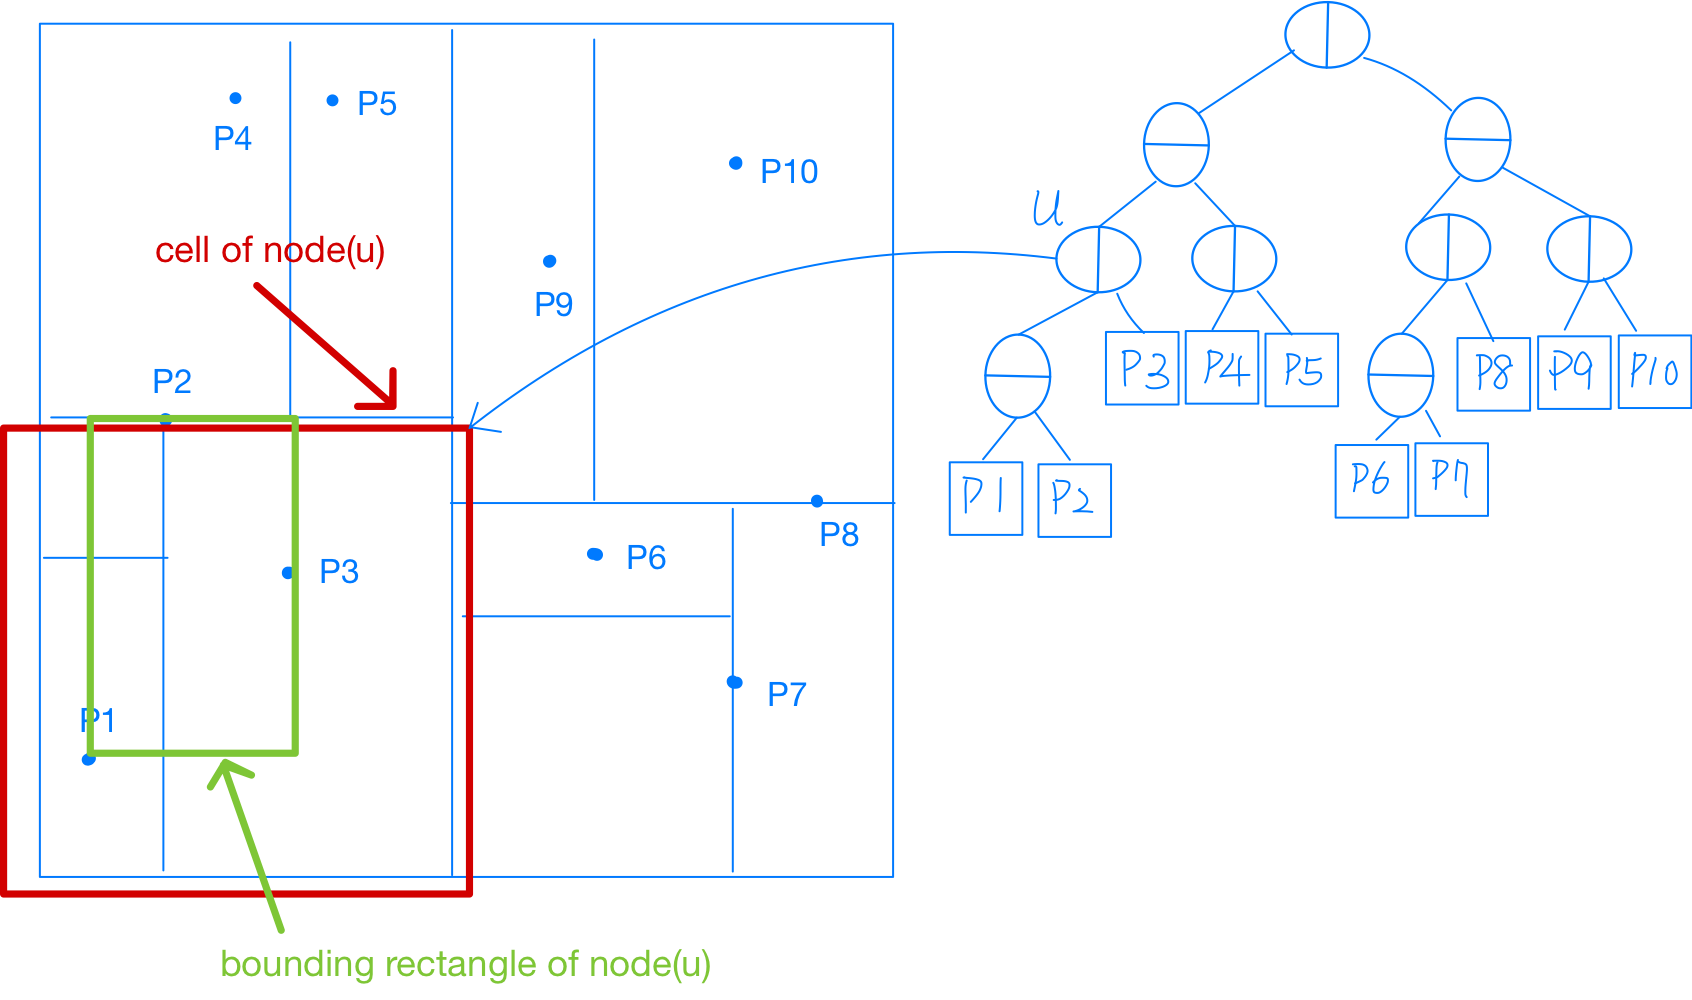 P4
P5
P10
cell of node(u)
P9
P2
P8
P6
P3
P7
P1
bounding rectangle of node(u)
u
P3
P4
P5
P8
P9
P10
P1
P2
P6
P7